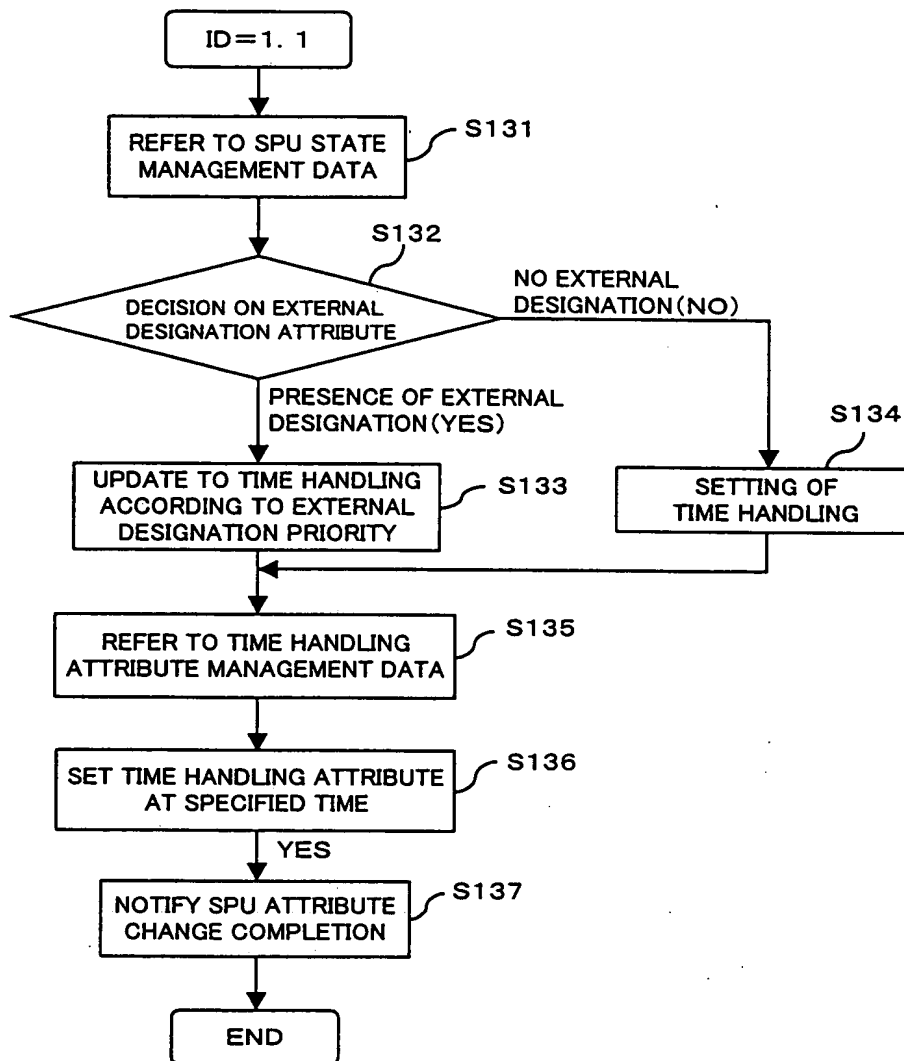 ID=1. 1
S131
REFER TO SPU STATE
MANAGEMENT DATA
S132
DECISION ON EXTERNAL
DESIGNATION ATTRIBUTE
NO EXTERNAL
DESIGNATION(NO)
PRESENCE OF EXTERNAL
DESIGNATION(YES)
S134
UPDATE TO TIME HANDLING
ACCORDING TO EXTERNAL
DESIGNATION PRIORITY
S133
SETTING OF
TIME HANDLING
S135
REFER TO TIME HANDLING
ATTRIBUTE MANAGEMENT DATA
S136
SET TIME HANDLING ATTRIBUTE
AT SPECIFIED TIME
YES
S137
NOTIFY SPU ATTRIBUTE
CHANGE COMPLETION
END